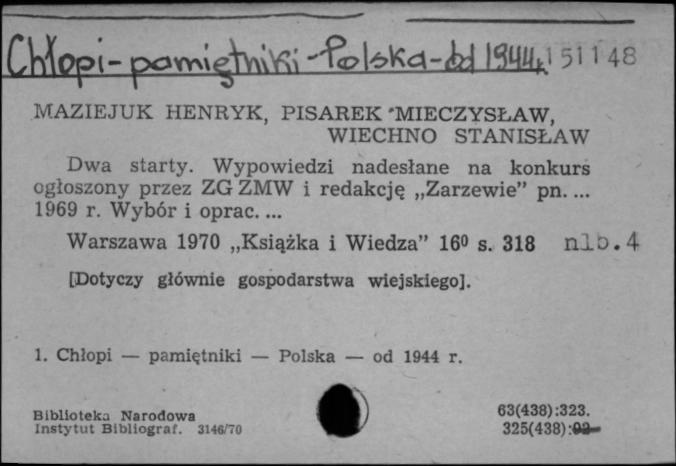 Chłopi-pamiętniki-Polska-od 1944r. 151148
MAZIEJUK HENRYK, PISAREK MIECZYSŁAW,
WIECHNO STANISŁAW
Dwa starty. Wypowiedzi nadesłane na konkurs
ogłoszony przez ZG ZMW i redakcję „Zarzewie” pn. ...
1969 r. Wybór i oprac. ...
Warszawa 1970 „Książka i Wiedza” 16⁰ s. 318 nlb.4
[Dotyczy głównie gospodarstwa wiejskiego].
1. Chłopi — pamiętniki — Polska — od 1944 r.
Biblioteka Narodowa
Instytut Bibliograf. 3146/70
63(438):323.
325(438):92